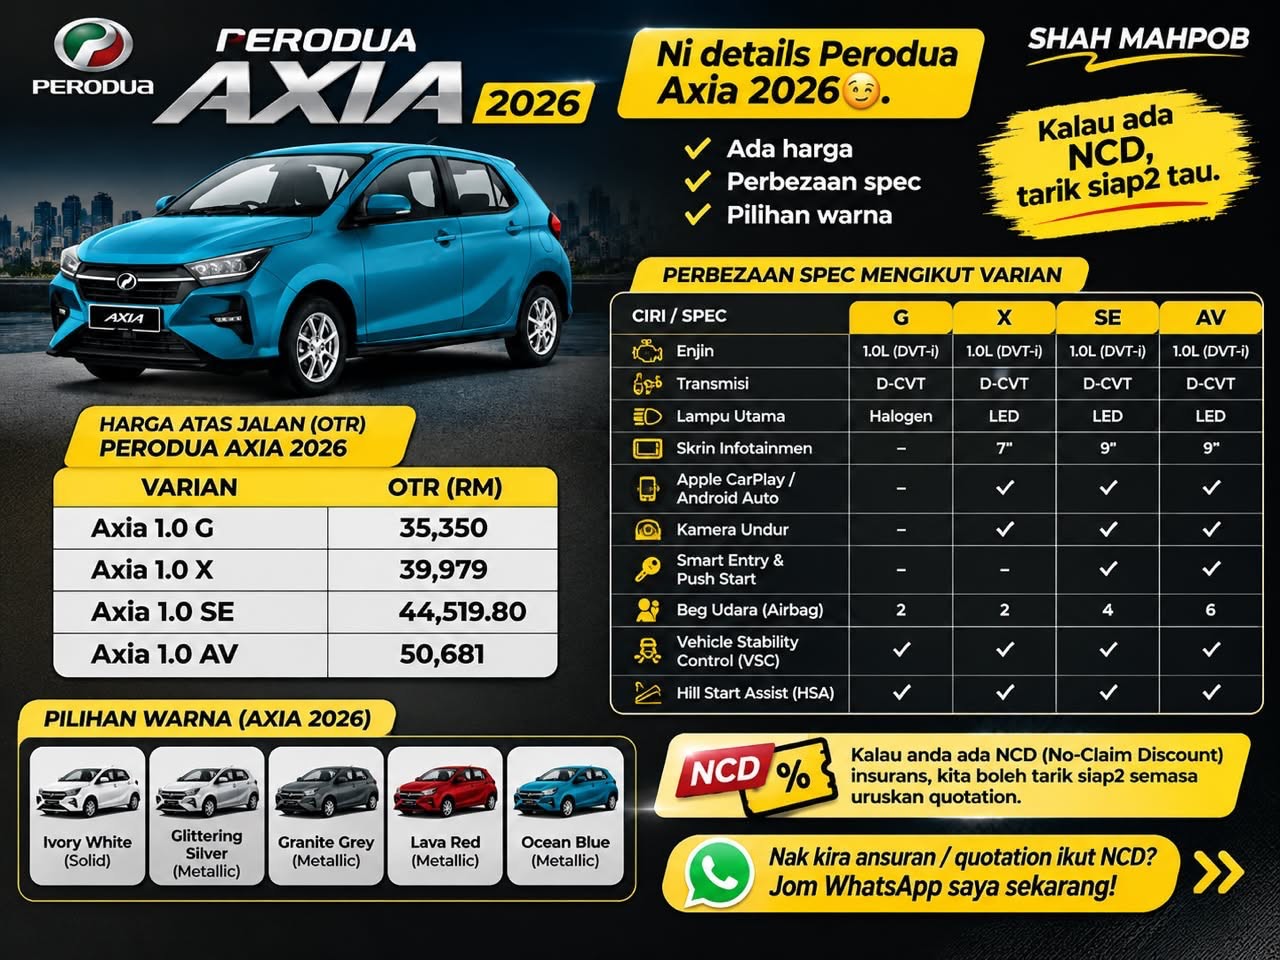 PERODUA
PERODUA
AXIA
2026
Ni details Perodua
Axia 2026😉.
✓ Ada harga
✓ Perbezaan spec
✓ Pilihan warna
SHAH MAHPOB
Kalau ada
NCD,
tarik siap2 tau.
AXIA
HARGA ATAS JALAN (OTR)
PERODUA AXIA 2026
VARIAN OTR (RM)
Axia 1.0 G 35,350
Axia 1.0 X 39,979
Axia 1.0 SE 44,519.80
Axia 1.0 AV 50,681
PERBEZAAN SPEC MENGIKUT VARIAN
CIRI / SPEC G X SE AV
Enjin 1.0L (DVT-i) 1.0L (DVT-i) 1.0L (DVT-i) 1.0L (DVT-i)
Transmisi D-CVT D-CVT D-CVT D-CVT
Lampu Utama Halogen LED LED LED
Skrin Infotainmen – 7" 9" 9"
Apple CarPlay /
Android Auto – ✓ ✓ ✓
Kamera Undur – ✓ ✓ ✓
Smart Entry &
Push Start – – ✓ ✓
Beg Udara (Airbag) 2 2 4 6
Vehicle Stability
Control (VSC) ✓ ✓ ✓ ✓
Hill Start Assist (HSA) ✓ ✓ ✓ ✓
PILIHAN WARNA (AXIA 2026)
Ivory White
(Solid)
Glittering
Silver
(Metallic)
Granite Grey
(Metallic)
Lava Red
(Metallic)
Ocean Blue
(Metallic)
NCD %
Kalau anda ada NCD (No-Claim Discount)
insurans, kita boleh tarik siap2 semasa
uruskan quotation.
Nak kira ansuran / quotation ikut NCD?
Jom WhatsApp saya sekarang!